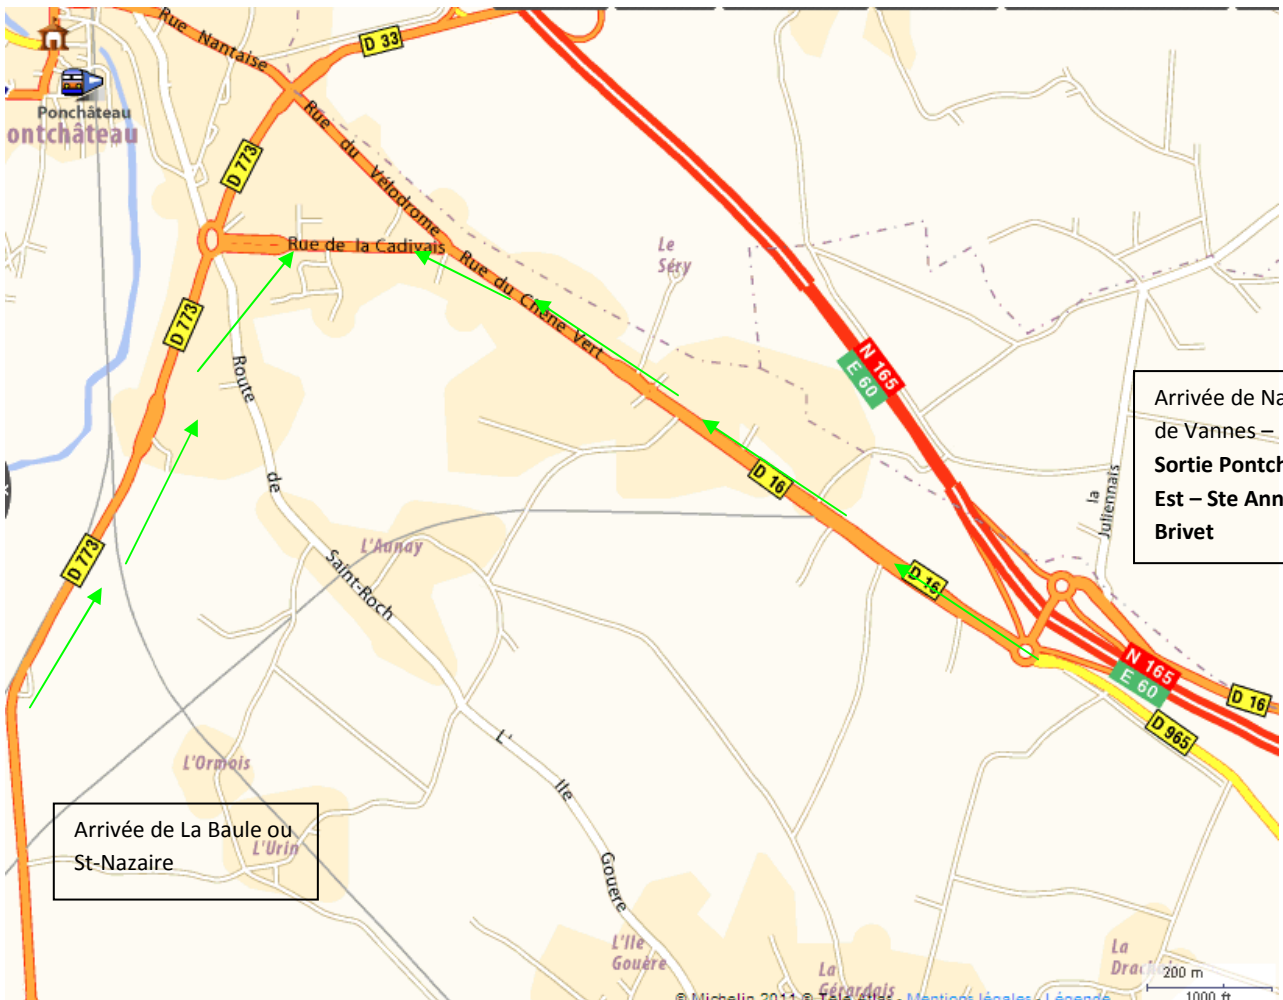 Rue Nantaise
D 33
Ponchâteau
ontchâteau
Rue du Vélodrome
D 773
Rue de la Cadivais
Rue du Chêne Vert
Le
Séry
D 773
Route de Saint-Roch
N 165
E 60
Arrivée de Na
de Vannes –
Sortie Pontch
Est – Ste Ann
Brivet
D 16
la Juliennais
L'Aunay
D 773
D 16
N 165
E 60
D 16
D 965
L'Ormois
L' Ile Gouere
Arrivée de La Baule ou
St-Nazaire
L'Urin
L'Ile
Gouère
La
Gérardais
La
200 m
1000 ft
© Michelin 2011 © Tele Atlas - Mentions légales - Légende